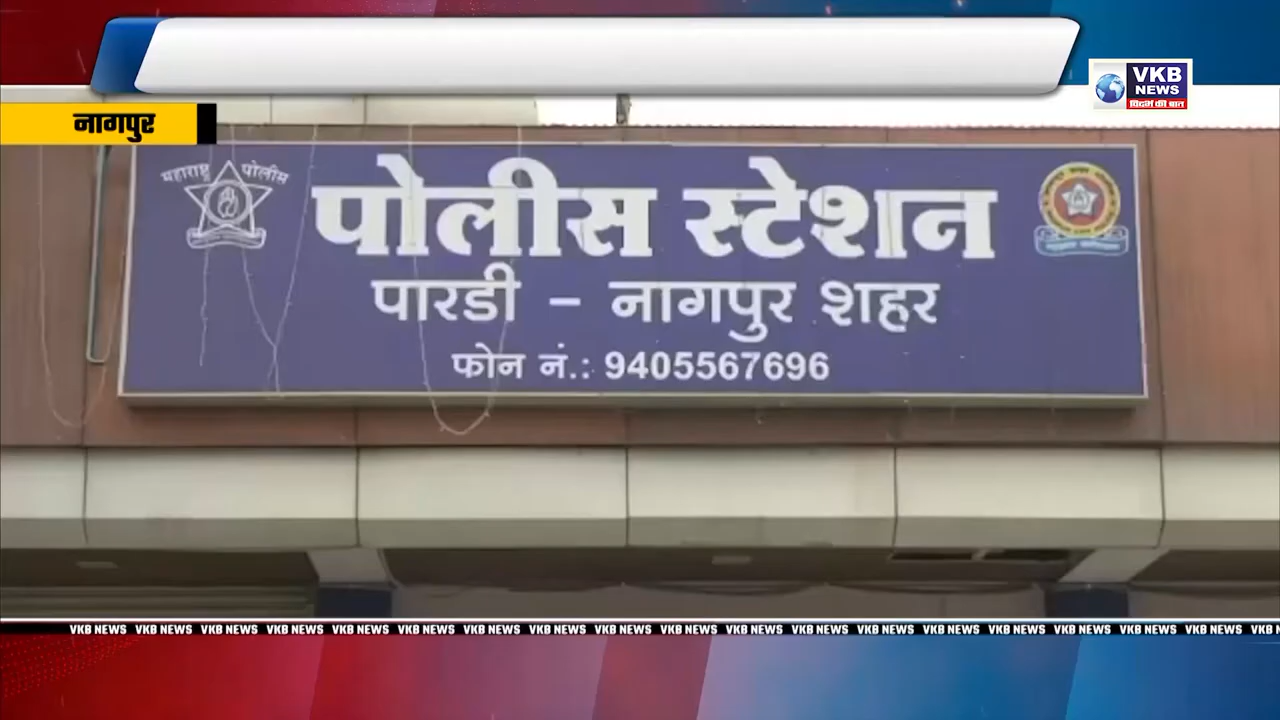 VKB
NEWS
विदर्भ की बात
नागपुर
महाराष्ट्र पोलीस
पोलीस स्टेशन
पारडी – नागपुर शहर
फोन नं.: 9405567696
VKB NEWS VKB NEWS VKB NEWS VKB NEWS VKB NEWS VKB NEWS VKB NEWS VKB NEWS VKB NEWS VKB NEWS VKB NEWS VKB NEWS VKB NEWS VKB NEWS VKB NEWS VKB NEWS VKB NEWS VKB NEWS